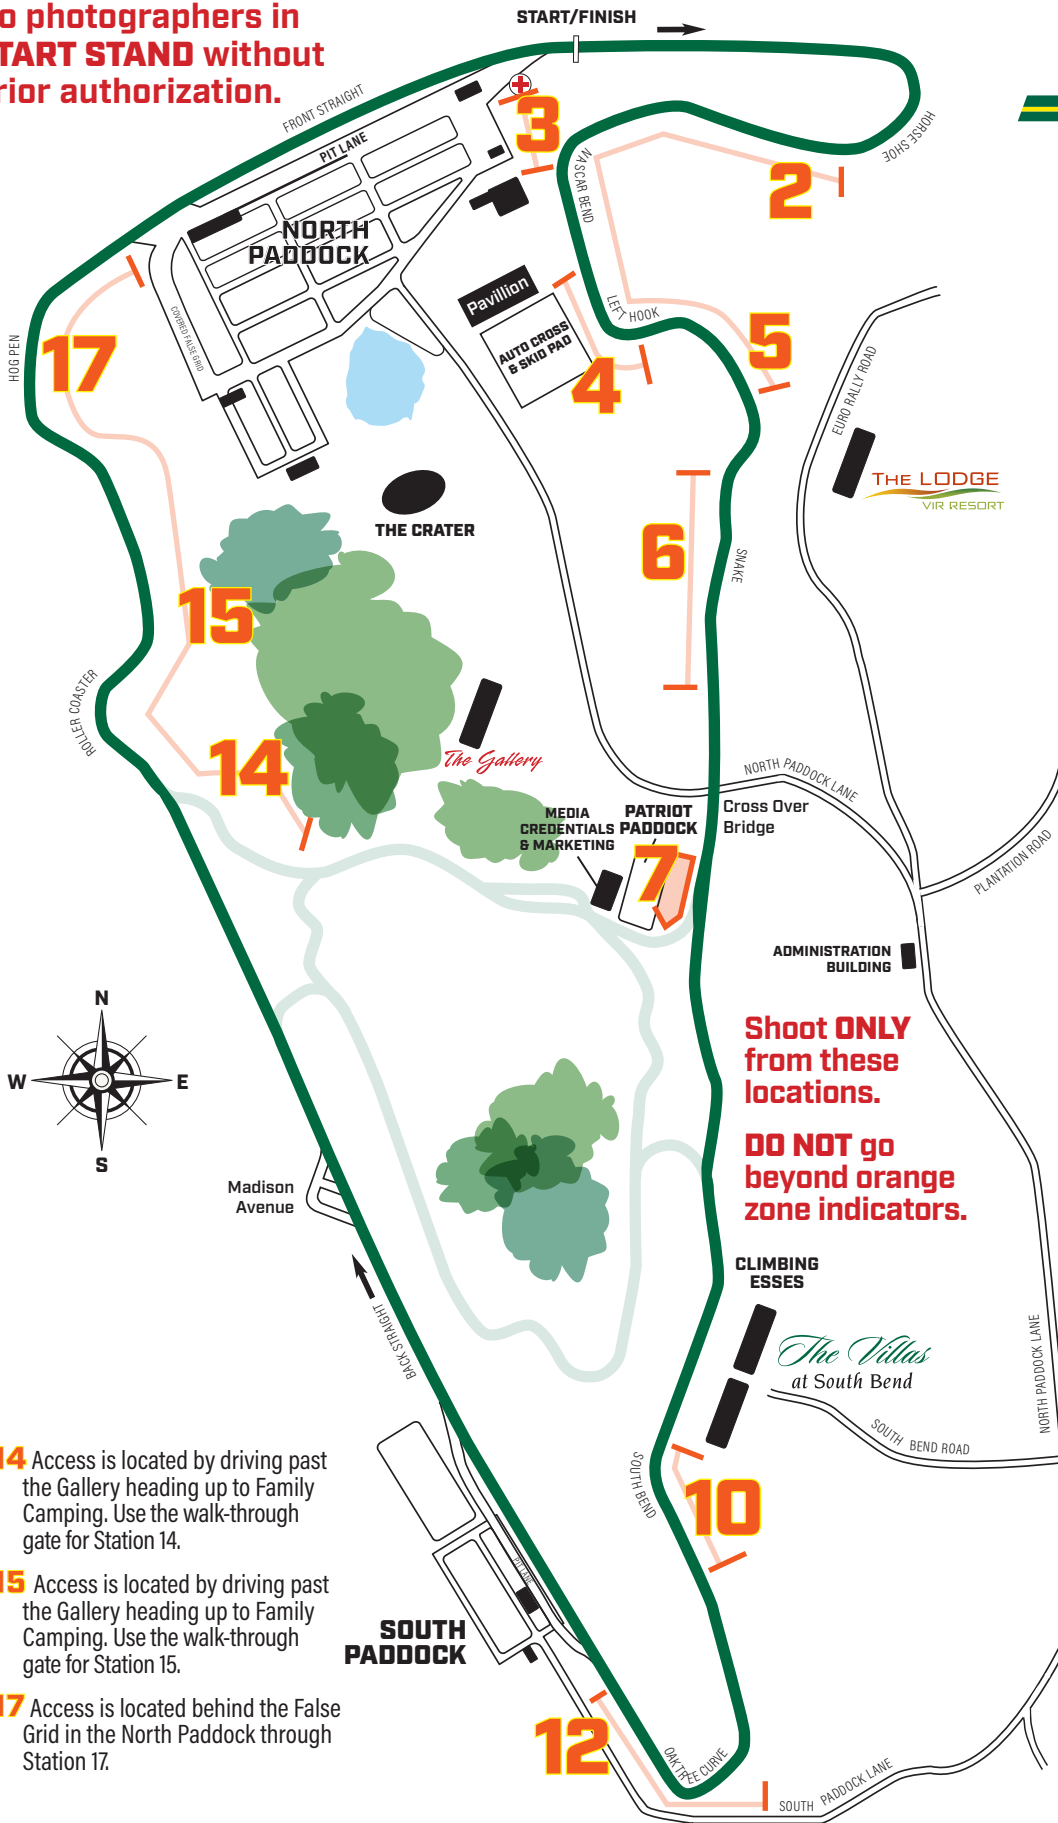 o photographers in
TART STAND without
rior authorization.
START/FINISH
FRONT STRAIGHT
PIT LANE
3
HORSE SHOE
NASCAR BEND
2
NORTH
PADDOCK
Pavillion
LEFT HOOK
COVERED FALSE GRID
AUTO CROSS
& SKID PAD
HOG PEN
17
5
4
EURO RALLY ROAD
THE LODGE
VIR RESORT
THE CRATER
6
SNAKE
15
ROLLER COASTER
14
The Gallery
NORTH PADDOCK LANE
MEDIA
CREDENTIALS
& MARKETING
PATRIOT
PADDOCK
Cross Over
Bridge
7
PLANTATION ROAD
ADMINISTRATION
BUILDING
N
W
E
S
Shoot ONLY
from these
locations.
DO NOT go
beyond orange
zone indicators.
Madison
Avenue
CLIMBING
ESSES
BACK STRAIGHT
The Villas
at South Bend
NORTH PADDOCK LANE
SOUTH BEND ROAD
SOUTH BEND
10
14 Access is located by driving past
the Gallery heading up to Family
Camping. Use the walk-through
gate for Station 14.
15 Access is located by driving past
the Gallery heading up to Family
Camping. Use the walk-through
gate for Station 15.
17 Access is located behind the False
Grid in the North Paddock through
Station 17.
PIT LANE
SOUTH
PADDOCK
12
OAK TREE CURVE
SOUTH PADDOCK LANE